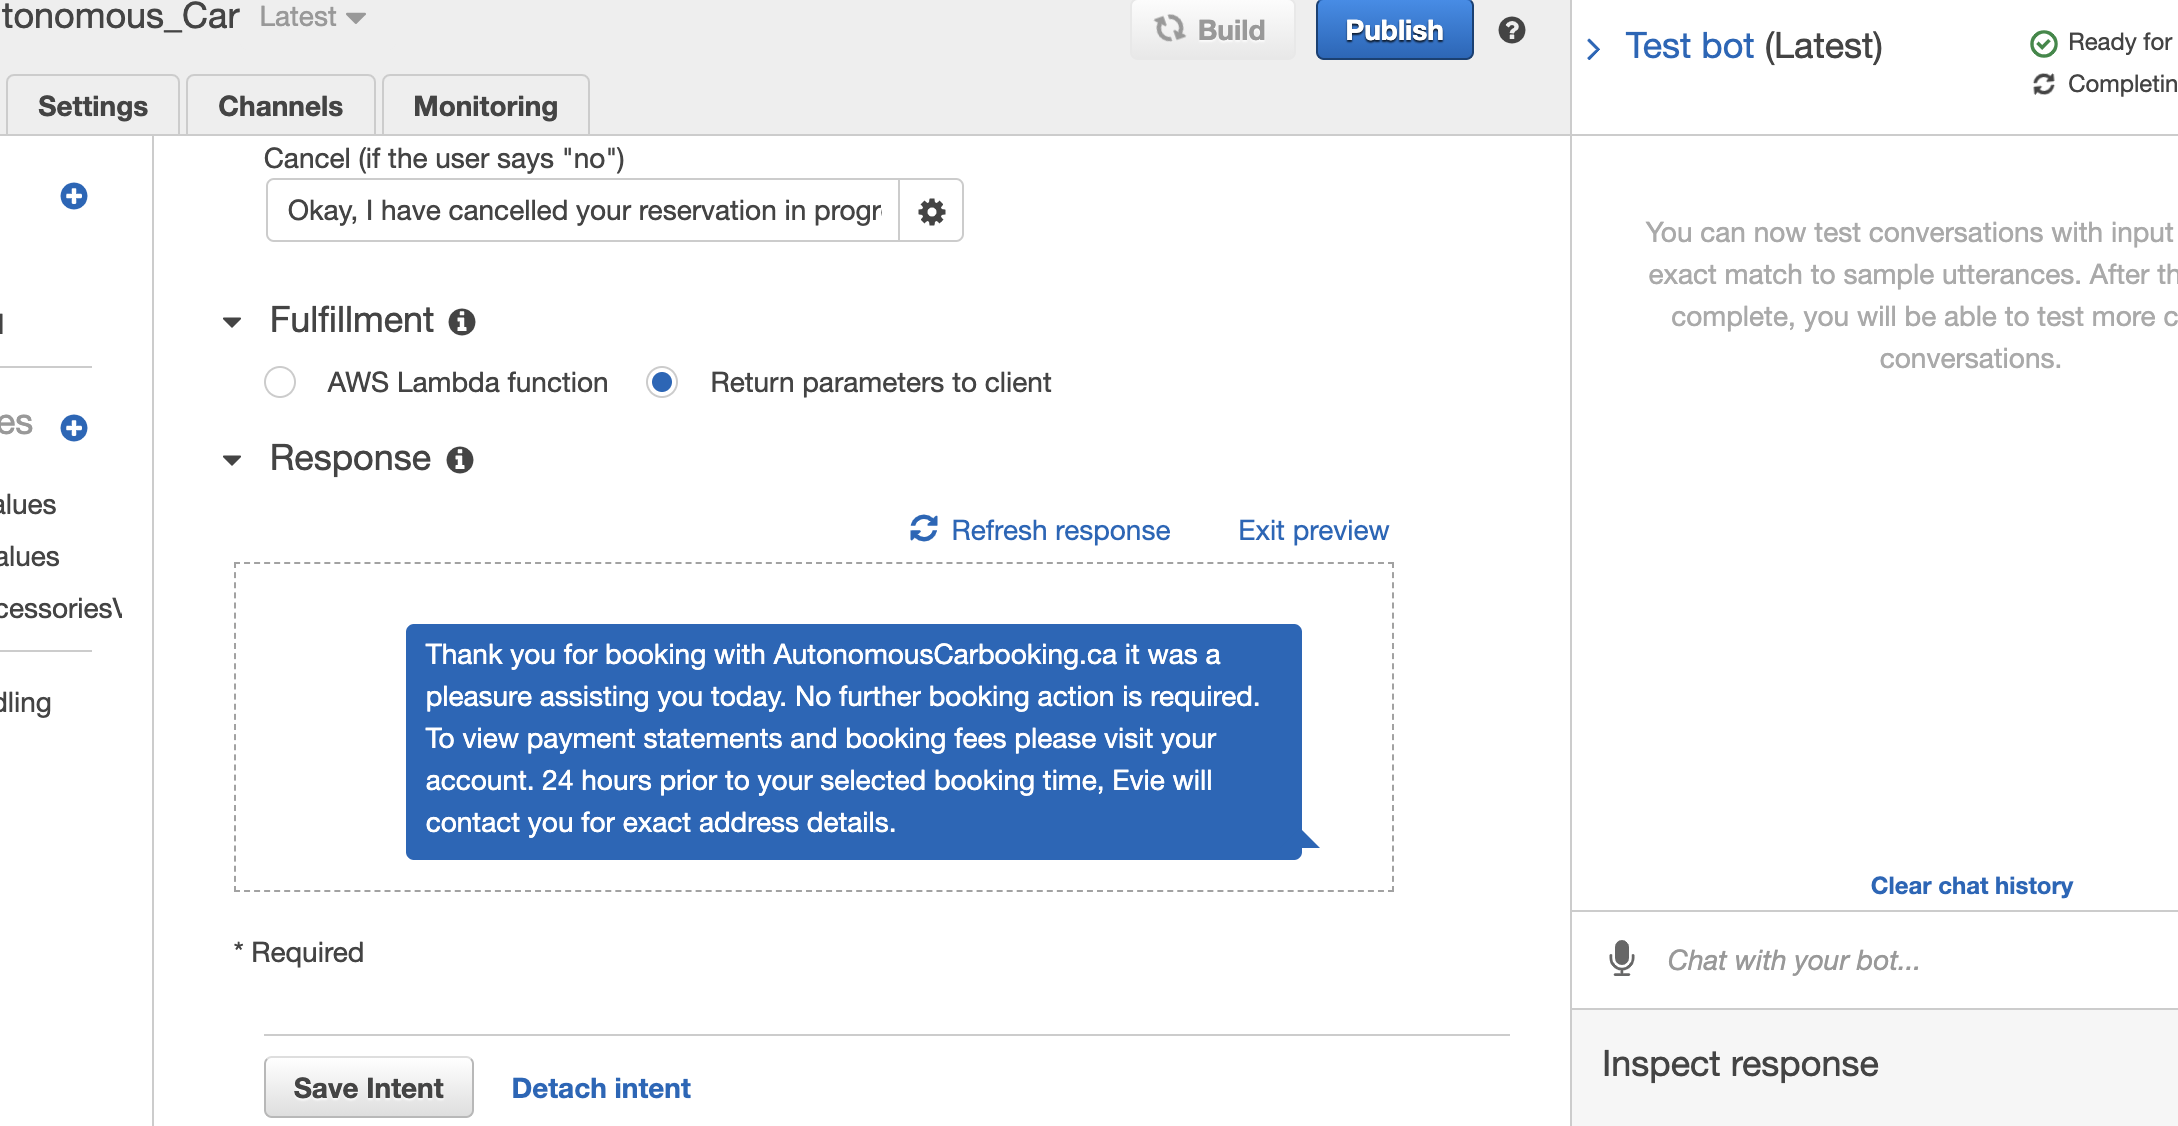 tonomous_Car Latest
Build
Publish
Settings
Channels
Monitoring
Cancel (if the user says "no")
Okay, I have cancelled your reservation in progr
Fulfillment
AWS Lambda function
Return parameters to client
Response
Refresh response
Exit preview
Thank you for booking with AutonomousCarbooking.ca it was a
pleasure assisting you today. No further booking action is required.
To view payment statements and booking fees please visit your
account. 24 hours prior to your selected booking time, Evie will
contact you for exact address details.
* Required
Save Intent
Detach intent
es
alues
alues
cessories\
dling
Test bot (Latest)
Ready for
Completin
You can now test conversations with input
exact match to sample utterances. After th
complete, you will be able to test more c
conversations.
Clear chat history
Chat with your bot...
Inspect response